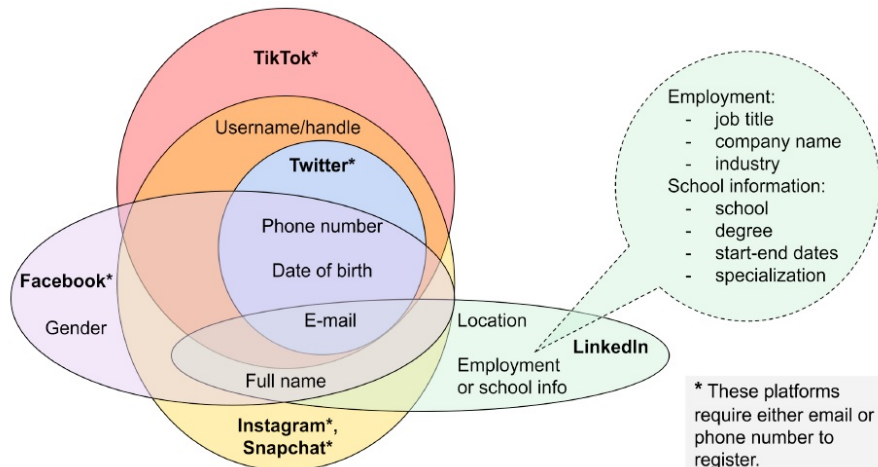 TikTok*
Username/handle
Twitter*
Phone number
Date of birth
Facebook*
Gender
E-mail
Full name
Location
LinkedIn
Employment
or school info
Instagram*,
Snapchat*
Employment:
- job title
- company name
- industry
School information:
- school
- degree
- start-end dates
- specialization
* These platforms
require either email or
phone number to
register.